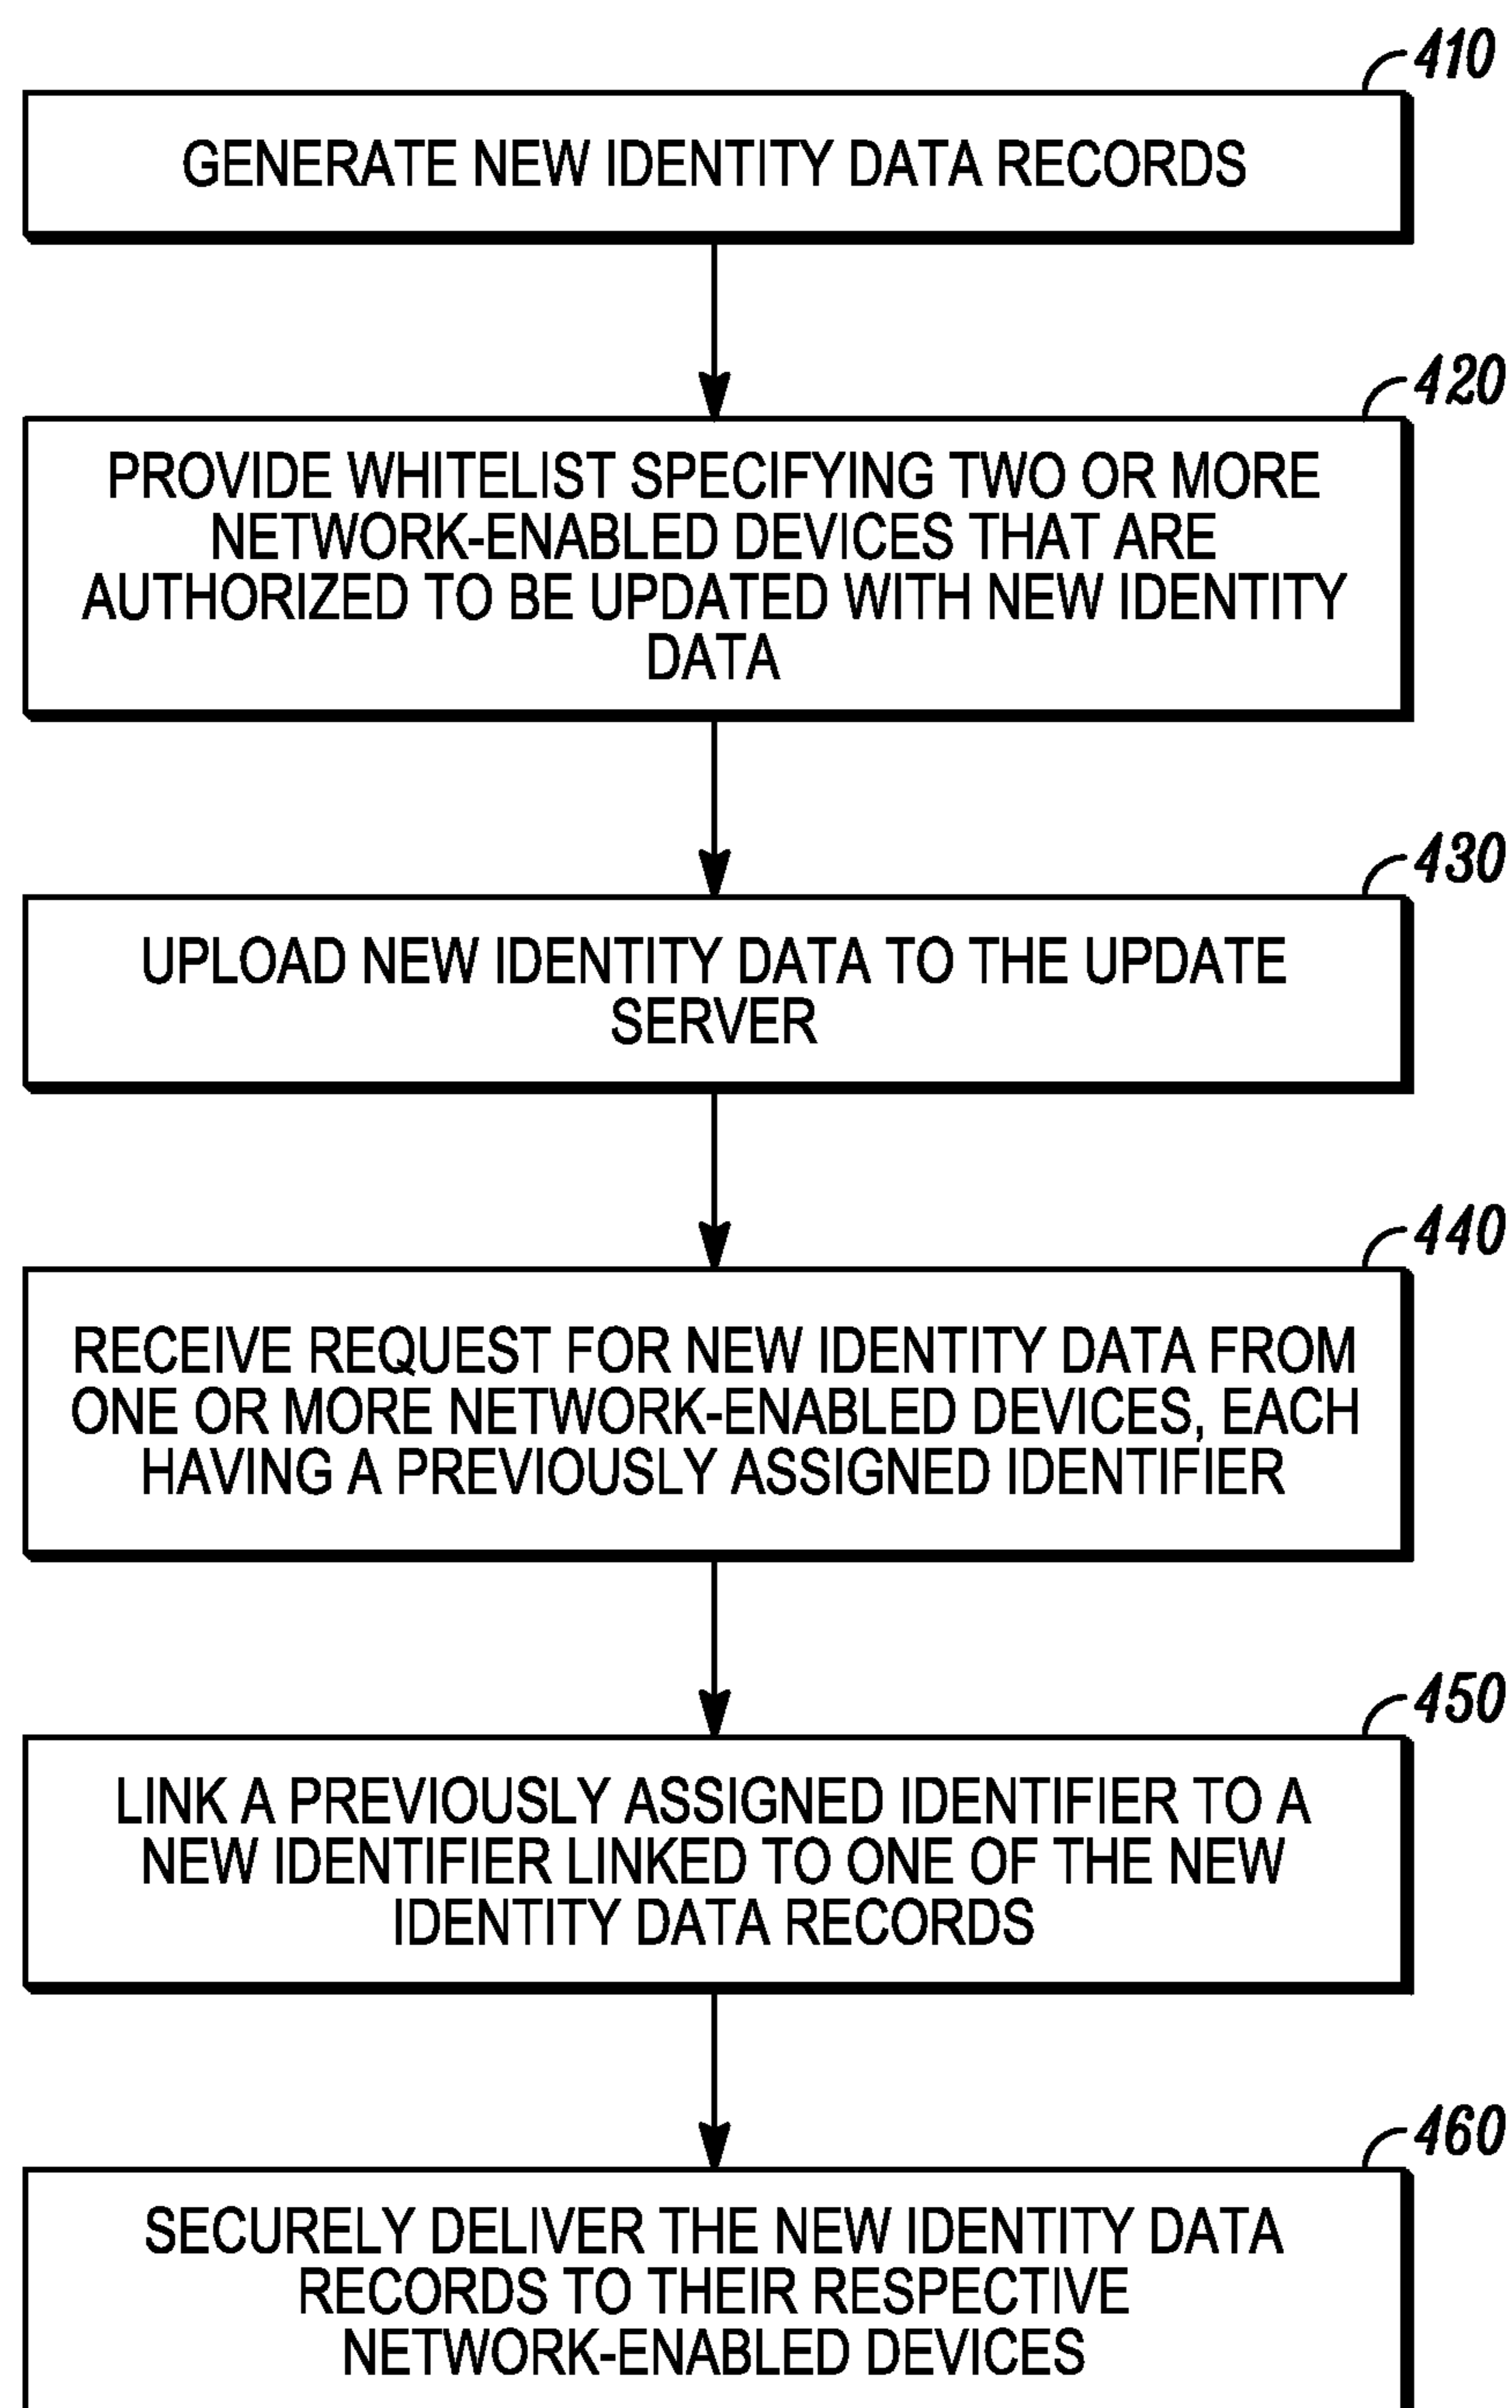 410
GENERATE NEW IDENTITY DATA RECORDS
420
PROVIDE WHITELIST SPECIFYING TWO OR MORE
NETWORK-ENABLED DEVICES THAT ARE
AUTHORIZED TO BE UPDATED WITH NEW IDENTITY
DATA
430
UPLOAD NEW IDENTITY DATA TO THE UPDATE
SERVER
440
RECEIVE REQUEST FOR NEW IDENTITY DATA FROM
ONE OR MORE NETWORK-ENABLED DEVICES, EACH
HAVING A PREVIOUSLY ASSIGNED IDENTIFIER
450
LINK A PREVIOUSLY ASSIGNED IDENTIFIER TO A
NEW IDENTIFIER LINKED TO ONE OF THE NEW
IDENTITY DATA RECORDS
460
SECURELY DELIVER THE NEW IDENTITY DATA
RECORDS TO THEIR RESPECTIVE
NETWORK-ENABLED DEVICES